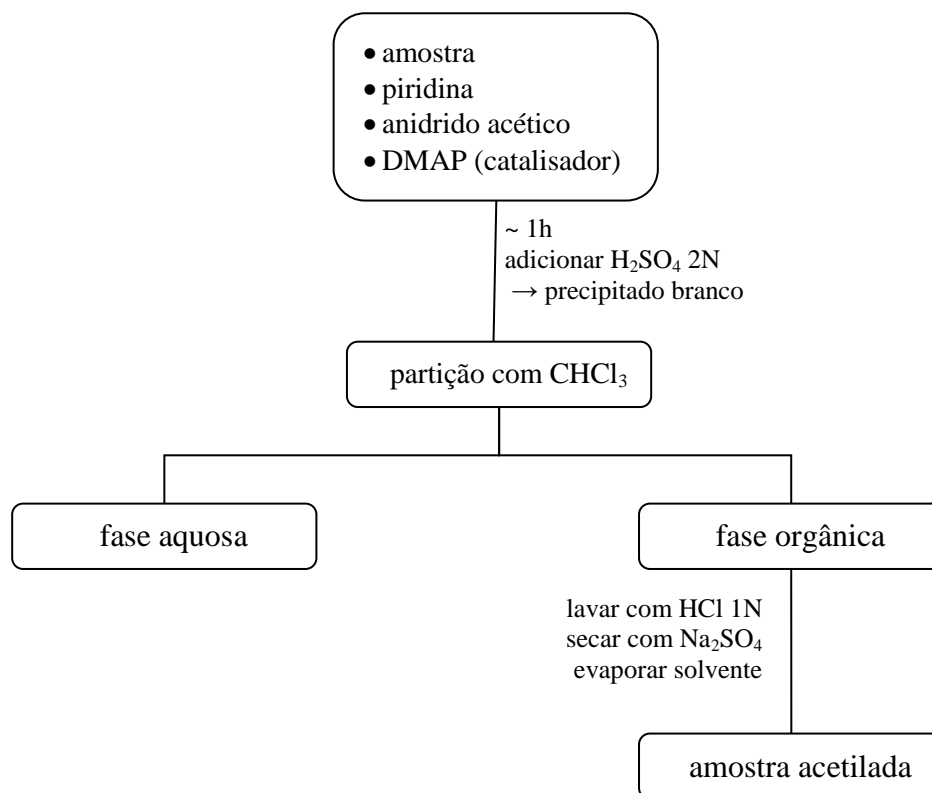 • amostra
• piridina
• anidrido acético
• DMAP (catalisador)
~ 1h
adicionar H₂SO₄ 2N
→ precipitado branco
partição com CHCl₃
fase aquosa
fase orgânica
lavar com HCl 1N
secar com Na₂SO₄
evaporar solvente
amostra acetilada